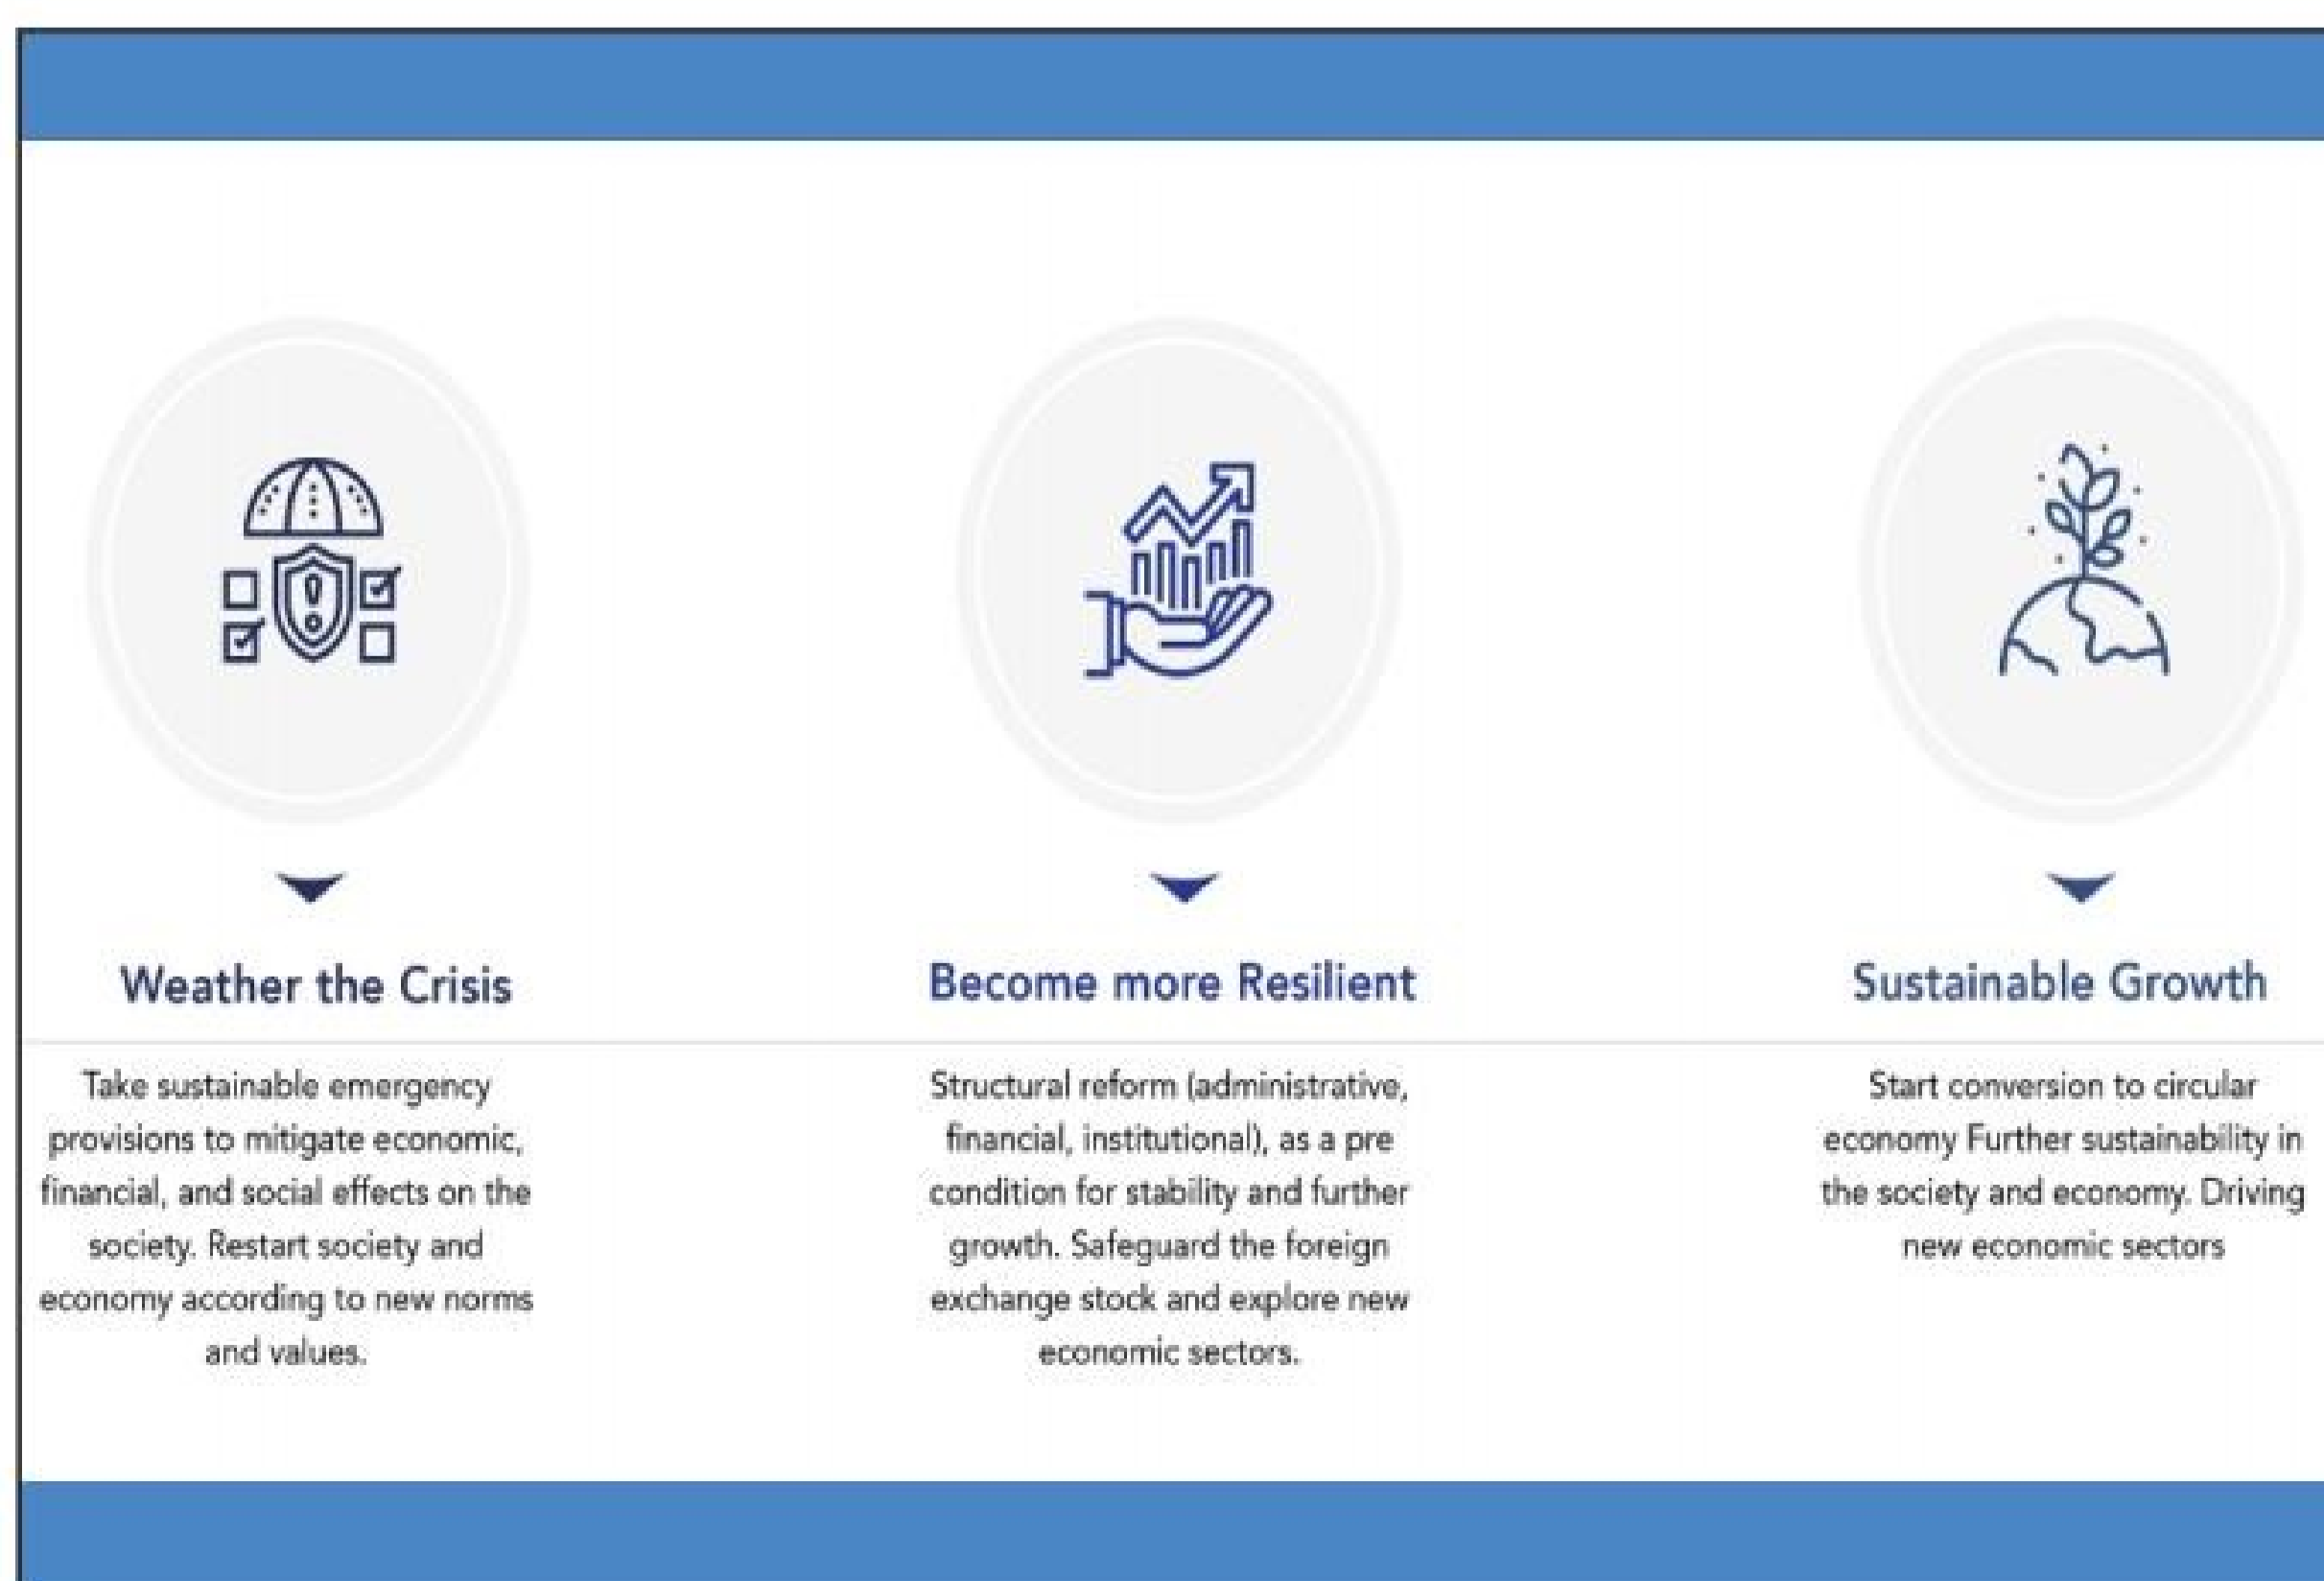 Weather the Crisis
Take sustainable emergency
provisions to mitigate economic,
financial, and social effects on the
society. Restart society and
economy according to new norms
and values.
Become more Resilient
Structural reform (administrative,
financial, institutional), as a pre
condition for stability and further
growth. Safeguard the foreign
exchange stock and explore new
economic sectors.
Sustainable Growth
Start conversion to circular
economy Further sustainability in
the society and economy. Driving
new economic sectors